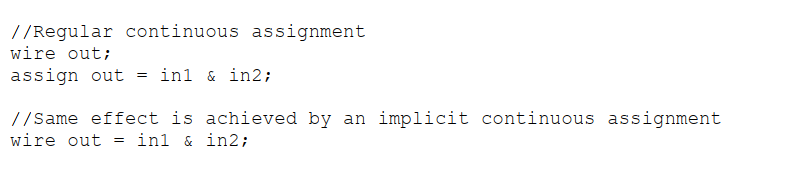 //Regular continuous assignment
wire out;
assign out = in1 & in2;
//Same effect is achieved by an implicit continuous assignment
wire out = in1 & in2;